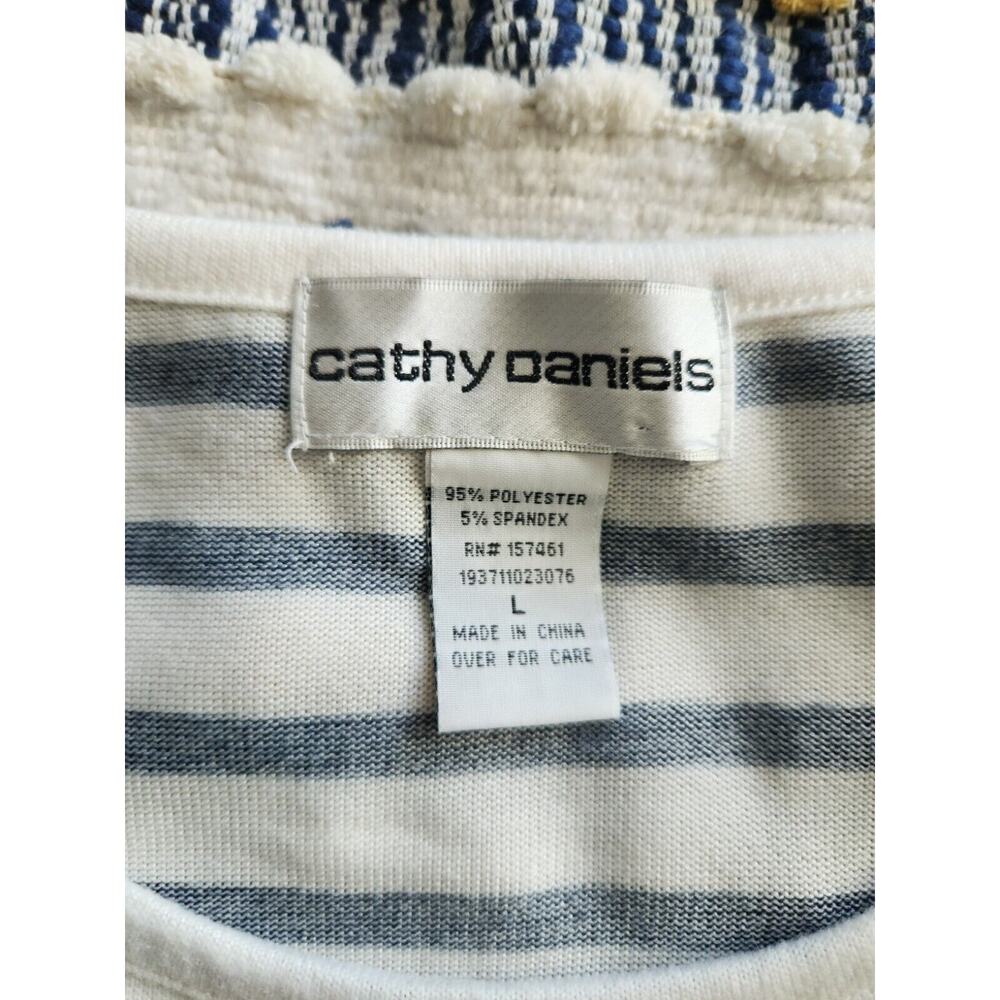 cathy Daniels
95% POLYESTER
5% SPANDEX
RN# 157461
193711023076
L
MADE IN CHINA
OVER FOR CARE